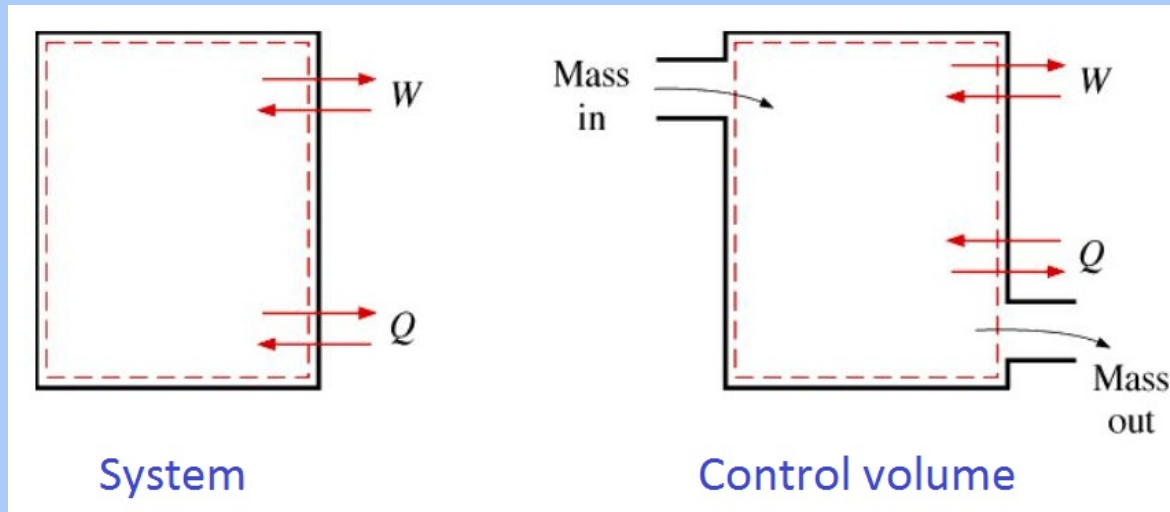 W
Q
System
Mass
in
W
Q
Mass
out
Control volume